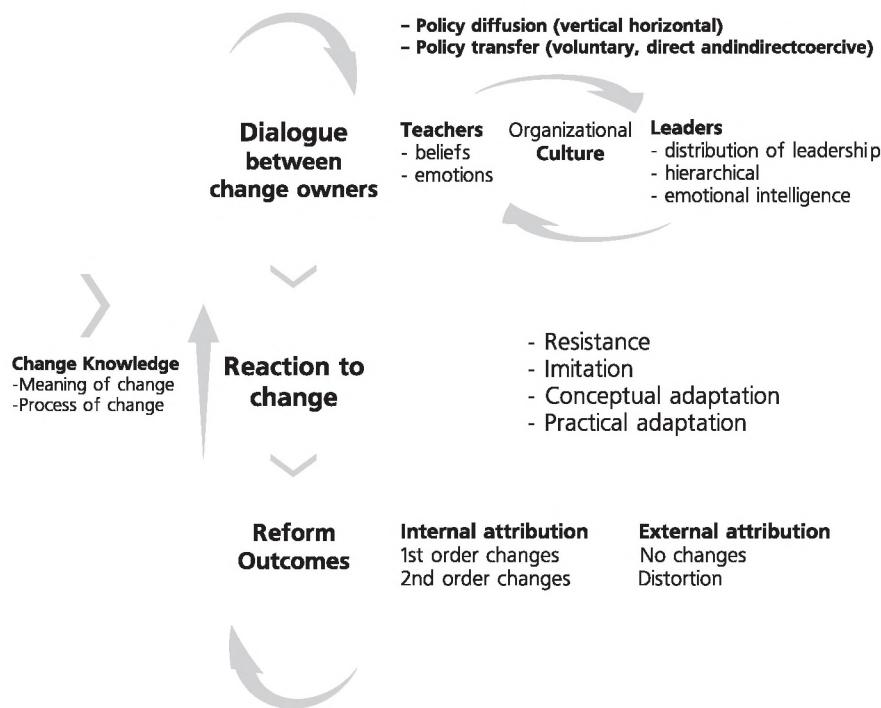 – Policy diffusion (vertical horizontal)
– Policy transfer (voluntary, direct andindirectcoercive)
Dialogue
between
change owners
Teachers
- beliefs
- emotions
Organizational
Culture
Leaders
- distribution of leadership
- hierarchical
- emotional intelligence
Change Knowledge
-Meaning of change
-Process of change
Reaction to
change
- Resistance
- Imitation
- Conceptual adaptation
- Practical adaptation
Reform
Outcomes
Internal attribution
1st order changes
2nd order changes
External attribution
No changes
Distortion